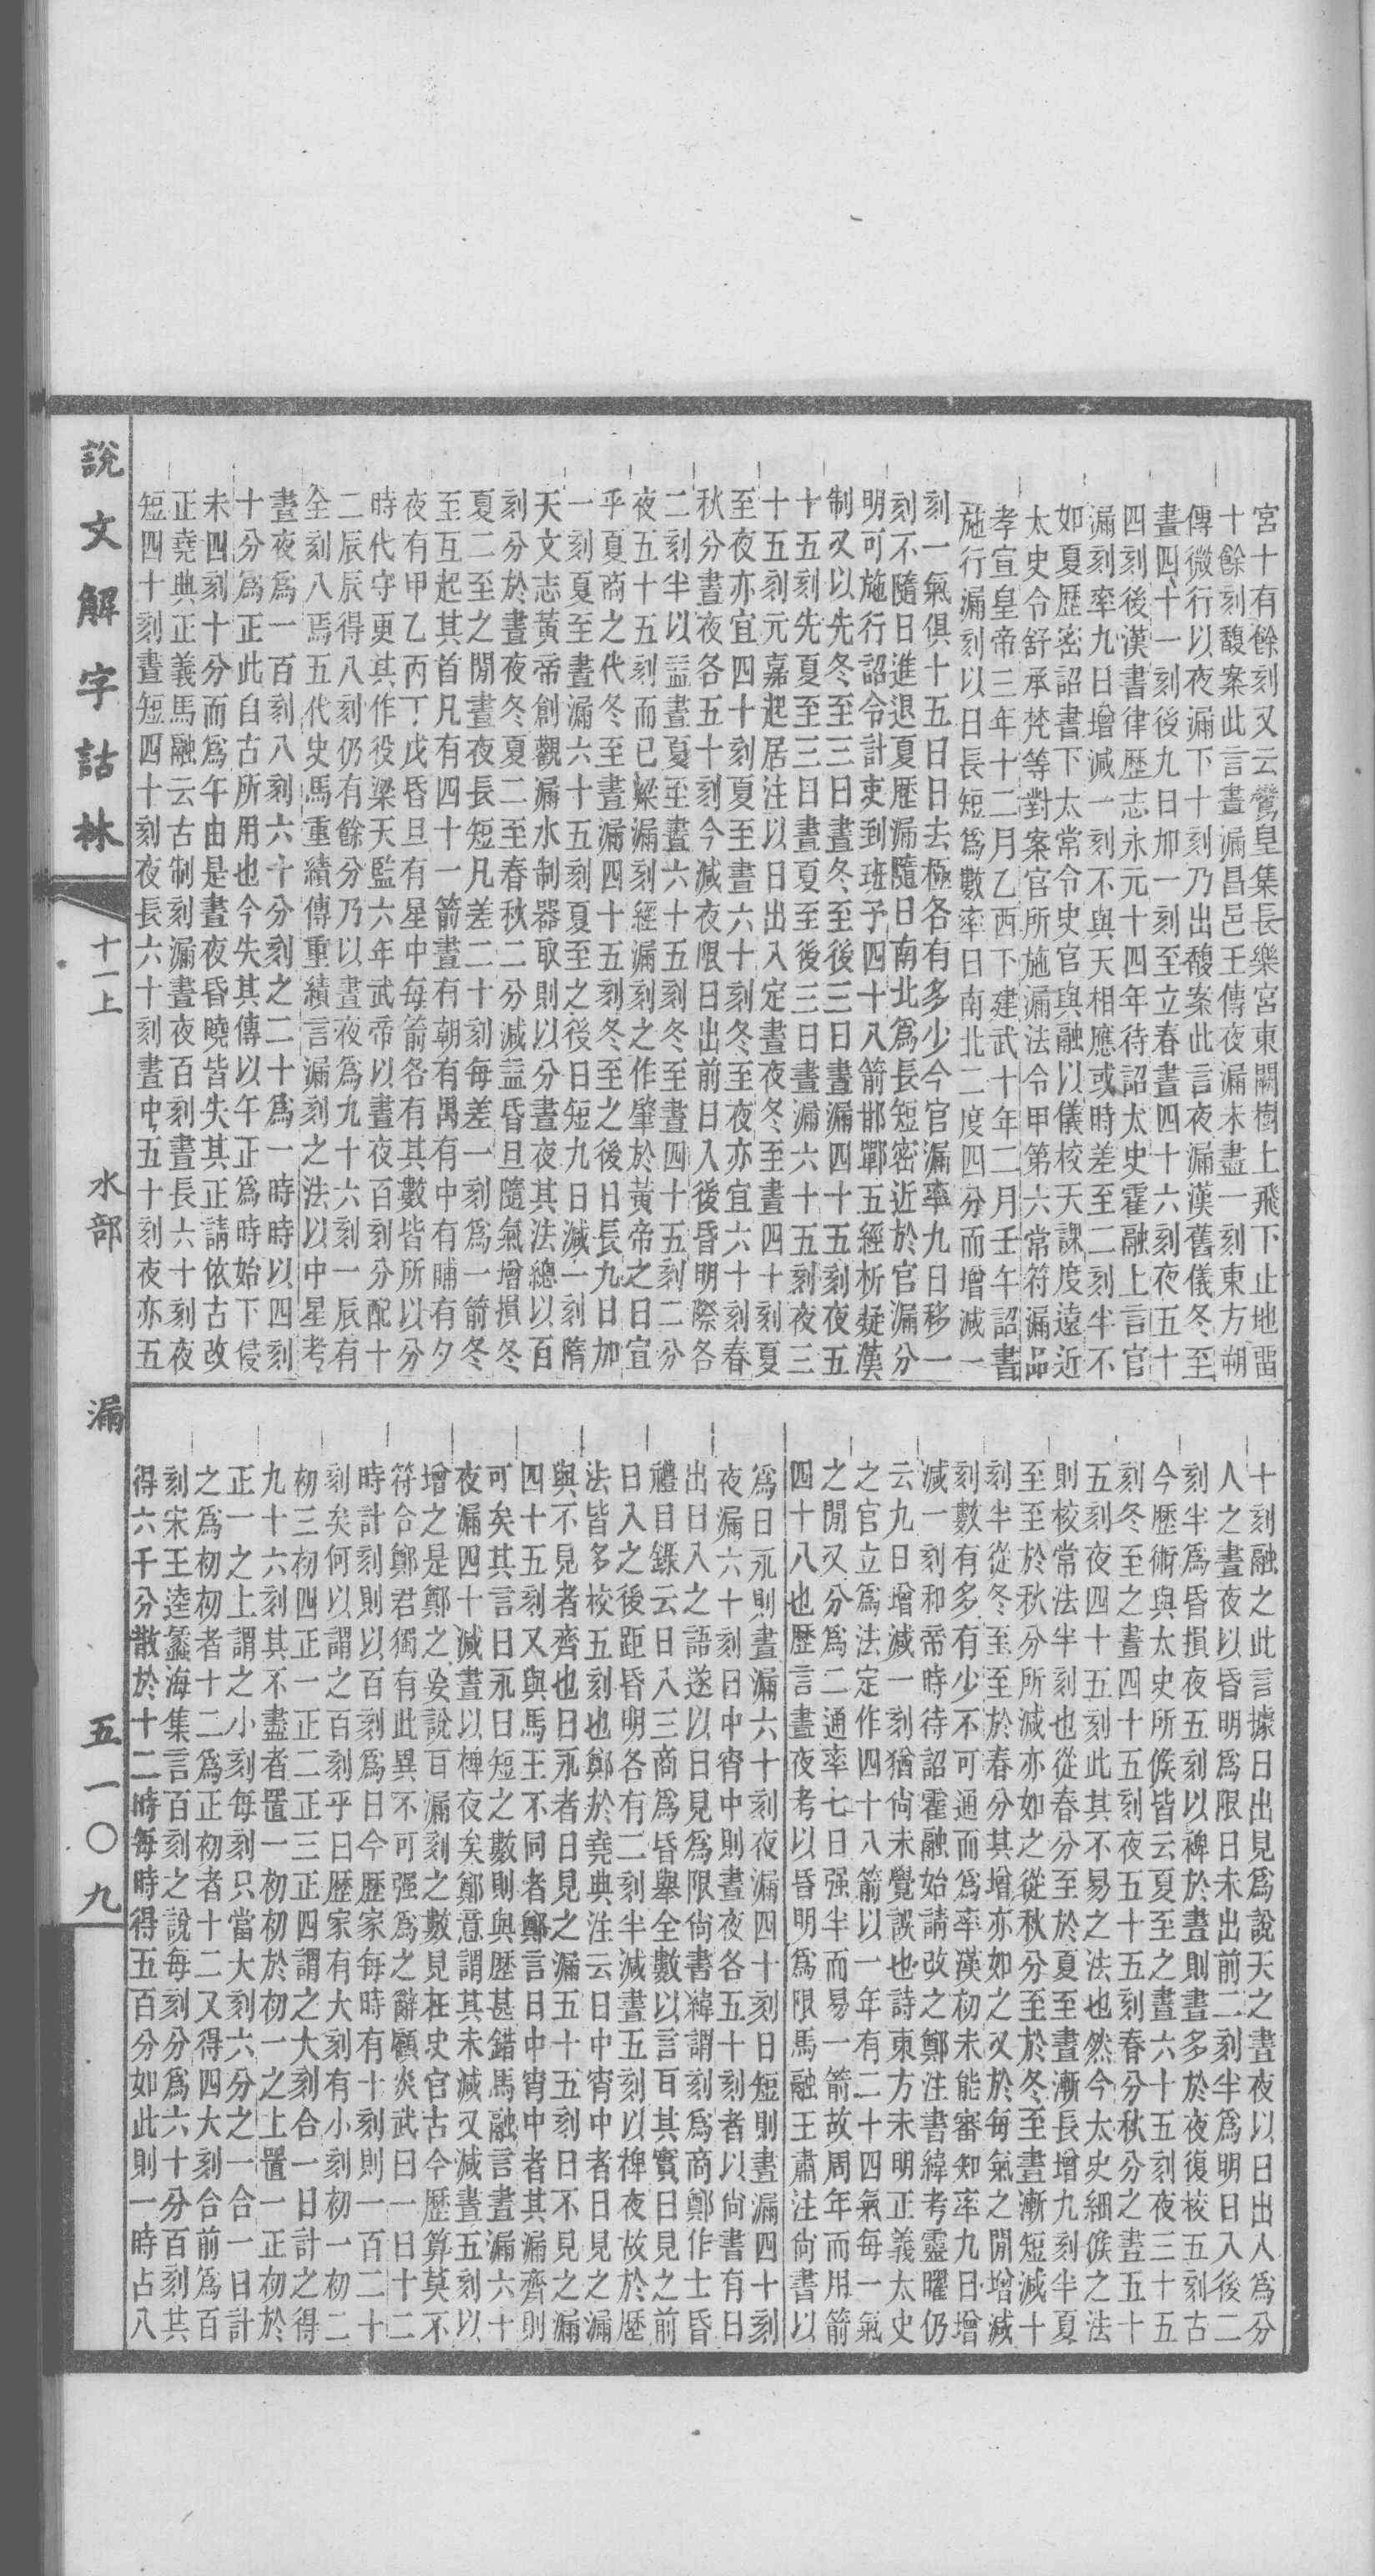 宮十有餘刻又云鸞皇集長樂宮東闕樹上飛下止地畱
十餘刻馥案此言晝漏昌邑王傳夜漏未盡一刻東方朔
傳微行以夜漏下十刻乃出馥案此言夜漏漢舊儀冬至
晝四十一刻後九日加一刻至立春晝四十六刻夜五十
四刻後漢書律歷志永元十四年待詔太史霍融上言官
漏刻率九日增減一刻不與天相應或時差至二刻半不
如夏歷密詔書下太常令史官與融以儀校天課度遠近
太史令舒承梵等對案官所施漏法令甲第六常符漏品
孝宣皇帝三年十二月乙酉下建武十年二月壬午詔書
施行漏刻以日長短爲數率日南北二度四分而增減一
刻一氣俱十五日日去極各有多少今官漏率九日移一
刻不隨日進退夏歷漏隨日南北爲長短密近於官漏分
明可施行詔令計吏到班予四十八箭邯鄲五經析疑漢
制又以先冬至三日晝冬至後三日晝漏四十五刻夜五
十五刻先夏至三日晝夏至後三日晝漏六十五刻夜三
十五刻元嘉起居注以日出入定晝夜冬至晝四十刻夏
至夜亦宜四十刻夏至晝六十刻冬至夜亦宜六十刻春
秋分晝夜各五十刻今減夜限日出前日入後昏明際各
二刻半以益晝夏至晝六十五刻冬至晝四十五刻二分
夜五十五刻而已梁漏刻經漏刻之作肇於黃帝之日宜
乎夏商之代冬至晝漏四十五刻冬至之後日長九日加
一刻夏至晝漏六十五刻夏至之後日短九日減一刻隋
天文志黃帝創觀漏水制器取則以分晝夜其法總以百
刻分於晝夜冬夏二至春秋二分減益昏旦隨氣增損冬
夏二至之閒晝夜長短凡差二十刻每差一刻爲一箭冬
至互起其首凡有四十一箭晝有朝有禺有中有晡有夕
夜有甲乙丙丁戊昏旦有星中每箭各有其數皆所以分
時代守更其作役梁天監六年武帝以晝夜百刻分配十
二辰辰得八刻仍有餘分乃以晝夜爲九十六刻一辰有
全刻八焉五代史馬重績傳重績言漏刻之法以中星考
晝夜爲一百刻八刻六十分刻之二十爲一時時以四刻
十分爲正此自古所用也今失其傳以午正爲時始下侵
未四刻十分而爲午由是晝夜昏曉皆失其正請依古改
正堯典正義馬融云古制刻漏晝夜百刻晝長六十刻夜
短四十刻晝短四十刻夜長六十刻晝中五十刻夜亦五
十刻融之此言據日出見爲說天之晝夜以日出入爲分
人之晝夜以昏明爲限日未出前二刻半爲明日入後二
刻半爲昏損夜五刻以裨於晝則晝多於夜復校五刻古
今歷術與太史所候皆云夏至之晝六十五刻夜三十五
刻冬至之晝四十五刻夜五十五刻春分秋分之晝五十
五刻夜四十五刻此其不易之法也然今太史細候之法
則校常法半刻也從春分至於夏至晝漸長增九刻半夏
至至於秋分所減亦如之從秋分至於冬至晝漸短減十
刻半從冬至至於春分其增亦如之又於每氣之閒增減
刻數有多有少不可通而爲率漢初未能審知率九日增
減一刻和帝時待詔霍融始請改之鄭注書緯考靈曜仍
云九日增減一刻猶尙未覺誤也詩東方未明正義太史
之官立爲法定作四十八箭以一年有二十四氣每一氣
之閒又分爲二通率七日强半而易一箭故周年而用箭
四十八也歷言晝夜考以昏明爲限馬融王肅注尙書以
爲日永則晝漏六十刻夜漏四十刻日短則晝漏四十刻
夜漏六十刻日中宵中則晝夜各五十刻者以尙書有日
出日入之語遂以日見爲限尙書緯謂刻爲商鄭作士昏
禮目錄云日入三商爲昏舉全數以言耳其實日見之前
日入之後距昏明各有二刻半減晝五刻以裨夜故於歷
法皆多校五刻也鄭於堯典注云日中宵中者日見之漏
與不見者齊也日永者日見之漏五十五刻日不見之漏
四十五刻又與馬王不同者鄭言日中宵中者其漏齊則
可矣其言日永日短之數則與歷甚錯馬融言晝漏六十
夜漏四十減晝以裨夜矣鄭意謂其未減又減晝五刻以
增之是鄭之妄說百漏刻之數見在史官古今歷算莫不
符合鄭君獨有此異不可强爲之辭顧炎武曰一日十二
時計刻則以百刻爲日今歷家每時有十刻則一百二十
刻矣何以謂之百刻乎曰歷家有大刻有小刻初一初二
初三初四正一正二正三正四謂之大刻合一日計之得
九十六刻其不盡者置一初初於初一之上置一正初於
正一之上謂之小刻每刻只當大刻六分之一合一日計
之爲初初者十二爲正初者十二又得四大刻合前爲百
刻宋王逵蠡海集言百刻之說每刻分爲六十分百刻共
得六千分散於十二時每時得五百分如此則一時占八
說文解字詁林
十一上
水部
漏
五一〇九